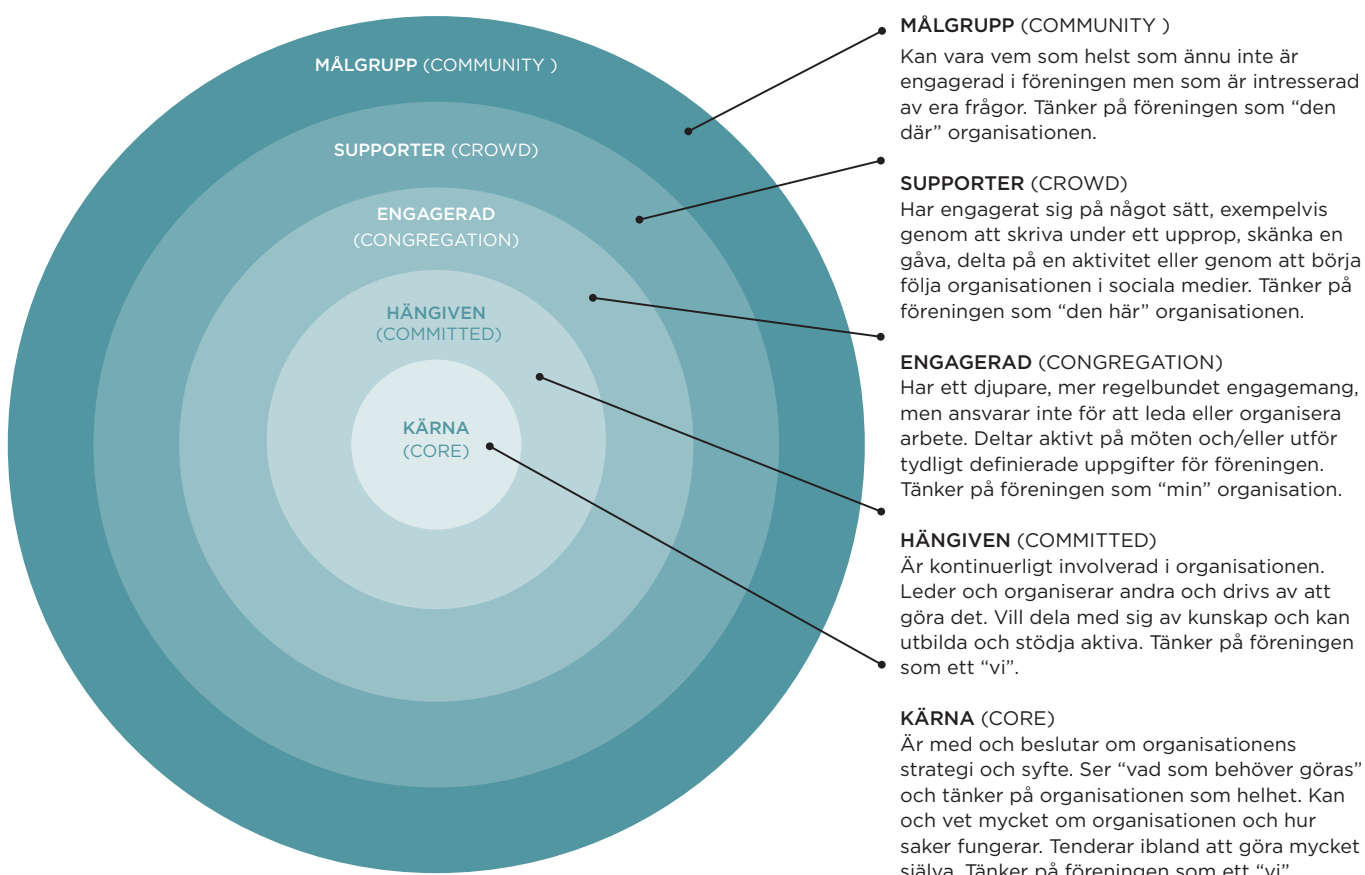 MÅLGRUPP (COMMUNITY )
SUPPORTER (CROWD)
ENGAGERAD
(CONGREGATION)
HÄNGIVEN
(COMMITTED)
KÄRNA
(CORE)
MÅLGRUPP (COMMUNITY )
Kan vara vem som helst som ännu inte är
engagerad i föreningen men som är intresserad
av era frågor. Tänker på föreningen som “den
där” organisationen.
SUPPORTER (CROWD)
Har engagerat sig på något sätt, exempelvis
genom att skriva under ett upprop, skänka en
gåva, delta på en aktivitet eller genom att börja
följa organisationen i sociala medier. Tänker på
föreningen som “den här” organisationen.
ENGAGERAD (CONGREGATION)
Har ett djupare, mer regelbundet engagemang,
men ansvarar inte för att leda eller organisera
arbete. Deltar aktivt på möten och/eller utför
tydligt definierade uppgifter för föreningen.
Tänker på föreningen som “min” organisation.
HÄNGIVEN (COMMITTED)
Är kontinuerligt involverad i organisationen.
Leder och organiserar andra och drivs av att
göra det. Vill dela med sig av kunskap och kan
utbilda och stödja aktiva. Tänker på föreningen
som ett “vi”.
KÄRNA (CORE)
Är med och beslutar om organisationens
strategi och syfte. Ser “vad som behöver göras”
och tänker på organisationen som helhet. Kan
och vet mycket om organisationen och hur
saker fungerar. Tenderar ibland att göra mycket
själva. Tänker på föreningen som ett “vi”